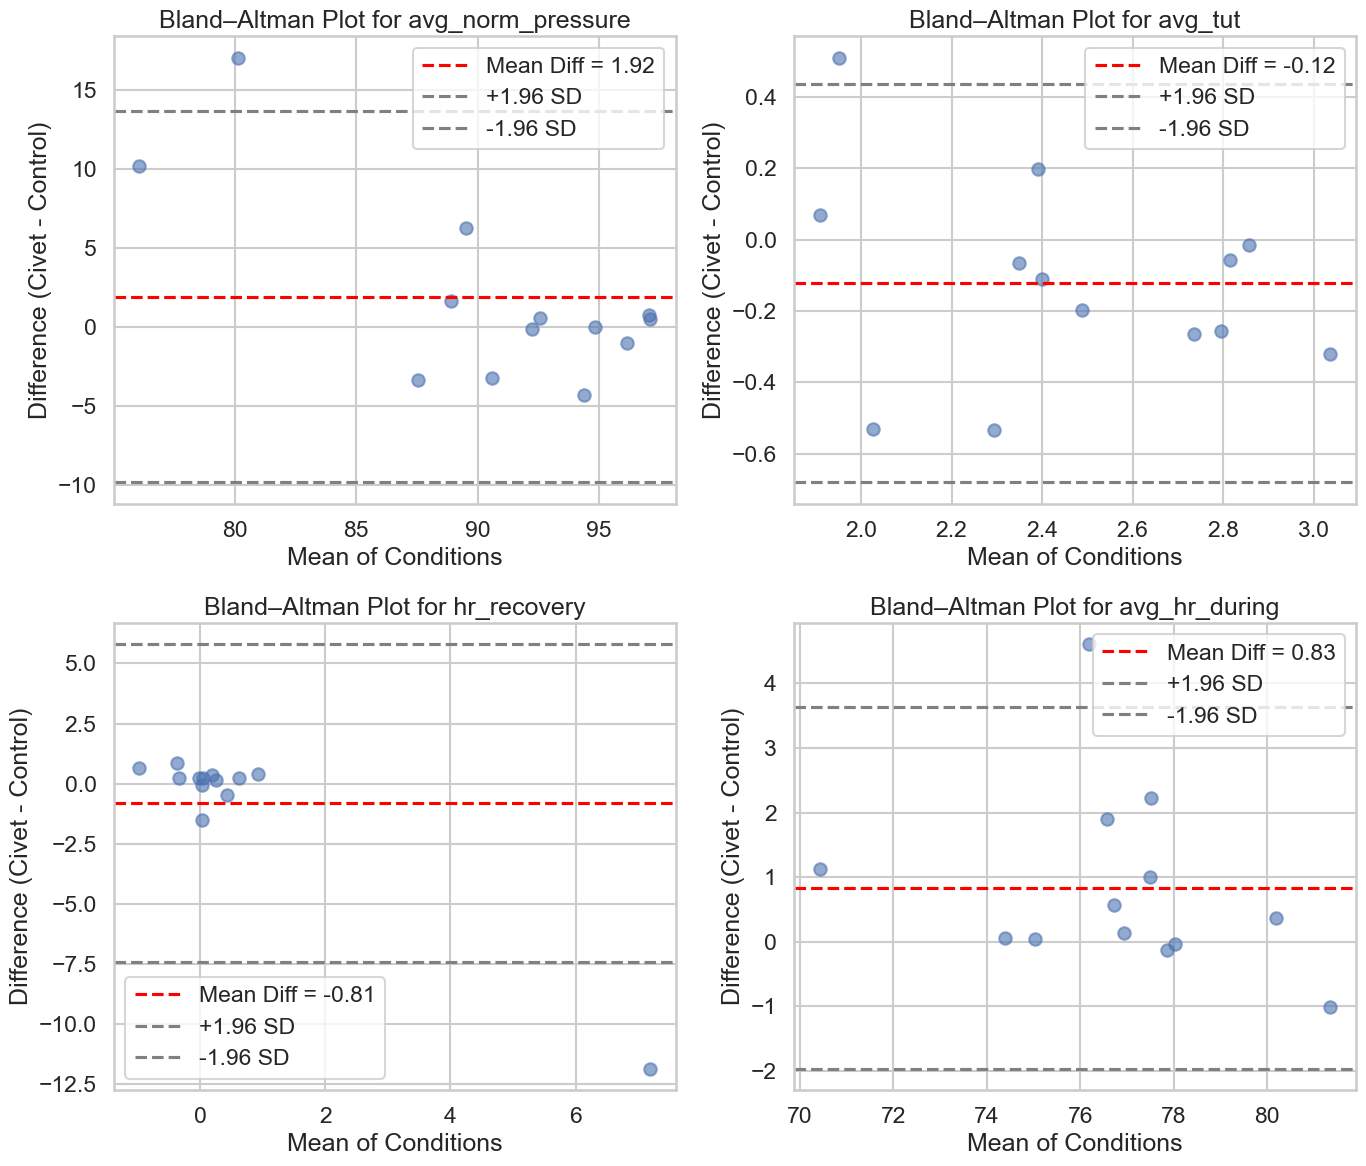 Bland–Altman Plot for avg_norm_pressure
Mean Diff = 1.92
+1.96 SD
-1.96 SD
Difference (Civet - Control)
15
10
5
0
−5
−10
80
85
90
95
Mean of Conditions
Bland–Altman Plot for avg_tut
Mean Diff = -0.12
+1.96 SD
-1.96 SD
Difference (Civet - Control)
0.4
0.2
0.0
−0.2
−0.4
−0.6
2.0
2.2
2.4
2.6
2.8
3.0
Mean of Conditions
Bland–Altman Plot for hr_recovery
Difference (Civet - Control)
5.0
2.5
0.0
−2.5
−5.0
−7.5
−10.0
−12.5
Mean Diff = -0.81
+1.96 SD
-1.96 SD
0
2
4
6
Mean of Conditions
Bland–Altman Plot for avg_hr_during
Mean Diff = 0.83
+1.96 SD
-1.96 SD
Difference (Civet - Control)
4
3
2
1
0
−1
−2
70
72
74
76
78
80
Mean of Conditions